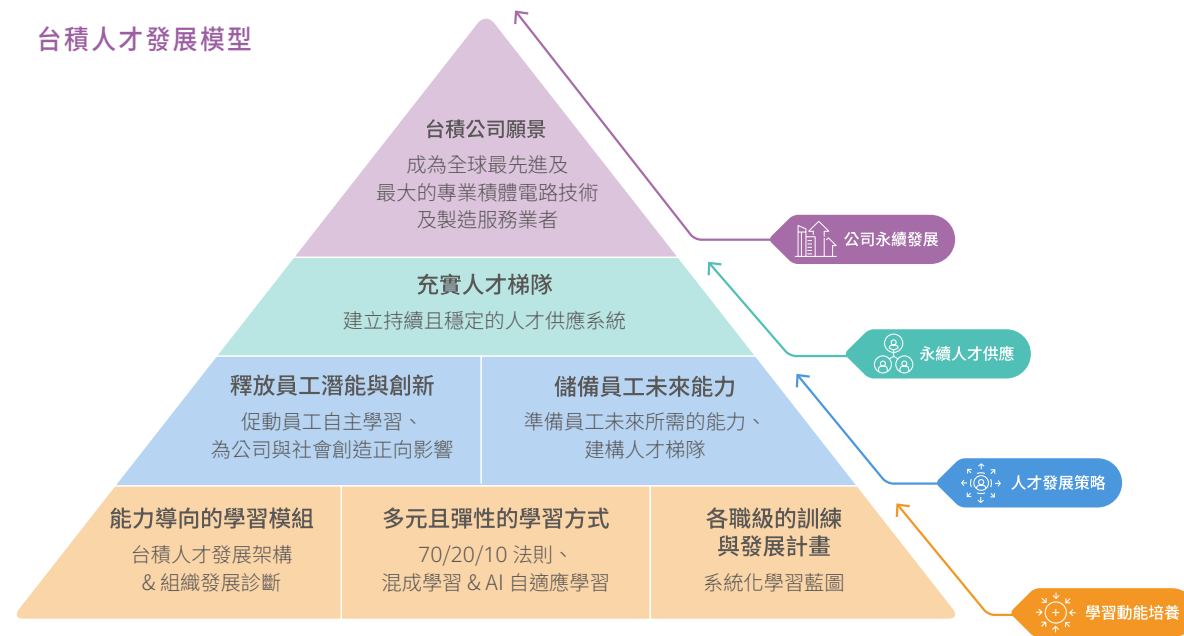 台積人才發展模型
台積公司願景
成為全球最先進及
最大的專業積體電路技術
及製造服務業者
公司永續發展
充實人才梯隊
建立持續且穩定的人才供應系統
永續人才供應
釋放員工潛能與創新
促動員工自主學習、
為公司與社會創造正向影響
儲備員工未來能力
準備員工未來所需的能力、
建構人才梯隊
人才發展策略
能力導向的學習模組
台積人才發展架構
& 組織發展診斷
多元且彈性的學習方式
70/20/10 法則、
混成學習 & AI 自適應學習
各職級的訓練
與發展計畫
系統化學習藍圖
學習動能培養